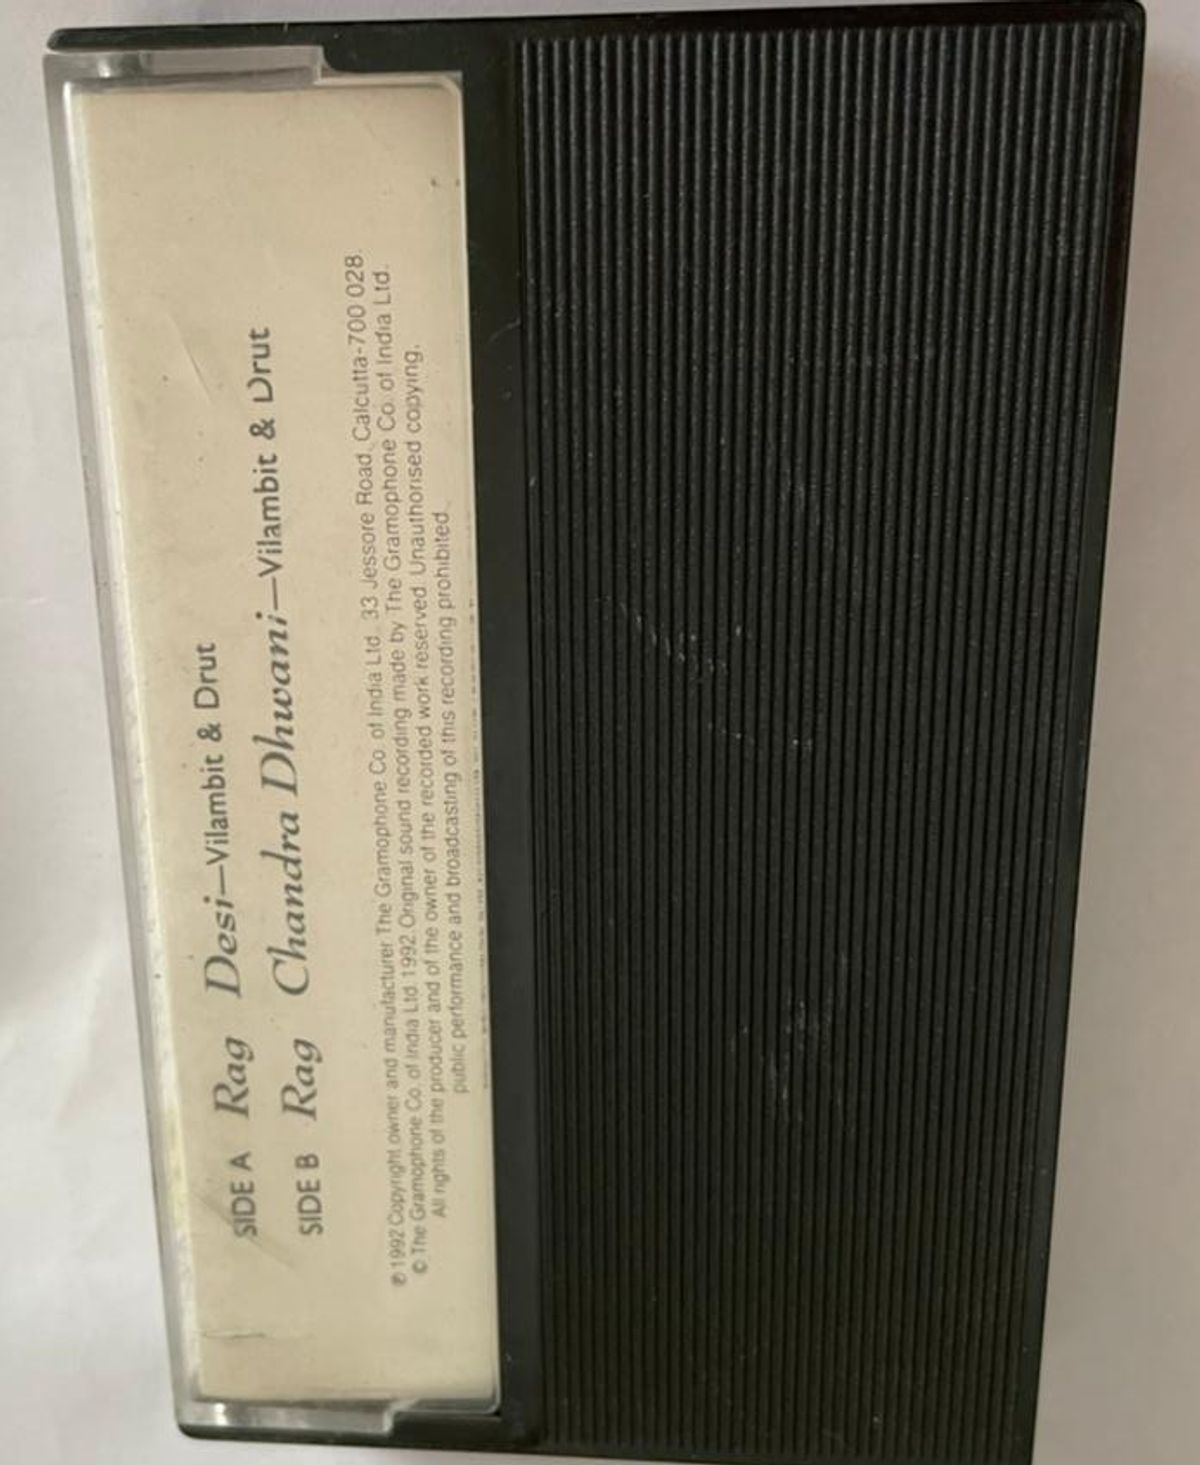 SIDE A Rag Desi—Vilambit & Drut
SIDE B Rag Chandra Dhwani—Vilambit & Drut
℗ 1992 Copyright owner and manufacturer The Gramophone Co of India Ltd. 33 Jessore Road, Calcutta-700 028.
© The Gramophone Co. of India Ltd 1992. Original sound recording made by The Gramophone Co. of India Ltd.
All rights of the producer and of the owner of the recorded work reserved. Unauthorised copying,
public performance and broadcasting of this recording prohibited.